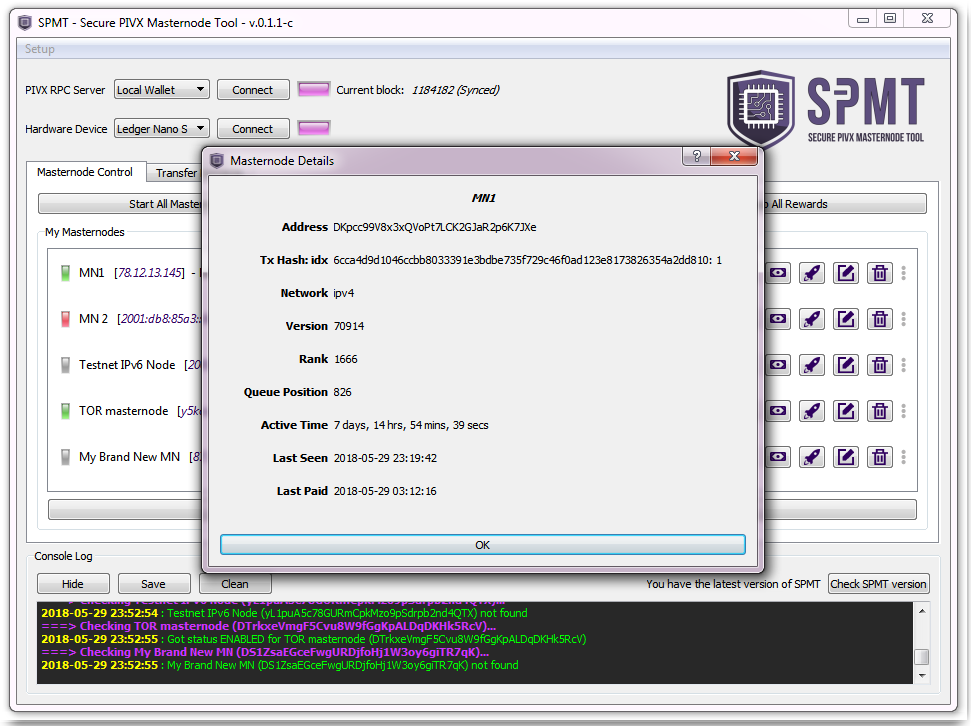 SPMT - Secure PIVX Masternode Tool - v.0.1.1-c
Setup
PIVX RPC Server Local Wallet Connect Current block: 1184182 (Synced)
Hardware Device Ledger Nano S Connect
SPMT
SECURE PIVX MASTERNODE TOOL
Masternode Control Transfer
Start All Master
All Rewards
My Masternodes
MN1 [78.12.13.145] -
MN 2 [2001:db8:85a3:
Testnet IPv6 Node [20
TOR masternode [y5k
My Brand New MN [8
Masternode Details
?
MN1
Address DKpcc99V8x3xQVoPt7LCK2GJaR2p6K7JXe
Tx Hash: idx 6cca4d9d1046ccbb8033391e3bdbe735f729c46f0ad123e8173826354a2dd810: 1
Network ipv4
Version 70914
Rank 1666
Queue Position 826
Active Time 7 days, 14 hrs, 54 mins, 39 secs
Last Seen 2018-05-29 23:19:42
Last Paid 2018-05-29 03:12:16
OK
Console Log
Hide Save Clean You have the latest version of SPMT Check SPMT version
2018-05-29 23:52:54 : Testnet IPv6 Node (yL1puA5c78GURmCpkMzo9pSdrpb2nd4QTX) not found
===> Checking TOR masternode (DTrkxeVmgF5Cvu8W9fGgKpALDqDKHk5RcV)...
2018-05-29 23:52:55 : Got status ENABLED for TOR masternode (DTrkxeVmgF5Cvu8W9fGgKpALDqDKHk5RcV)
===> Checking My Brand New MN (DS1ZsaEGceFwgURDjfoHj1W3oy6giTR7qK)...
2018-05-29 23:52:55 : My Brand New MN (DS1ZsaEGceFwgURDjfoHj1W3oy6giTR7qK) not found